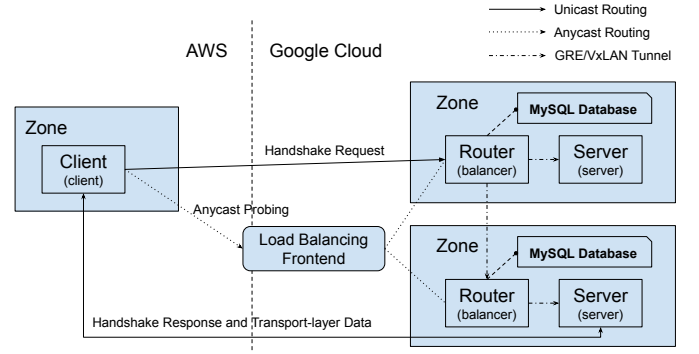 Unicast Routing
Anycast Routing
GRE/VxLAN Tunnel
AWS
Google Cloud
Zone
Client
(client)
Handshake Request
Anycast Probing
Load Balancing
Frontend
Zone
MySQL Database
Router
(balancer)
Server
(server)
Zone
MySQL Database
Router
(balancer)
Server
(server)
Handshake Response and Transport-layer Data